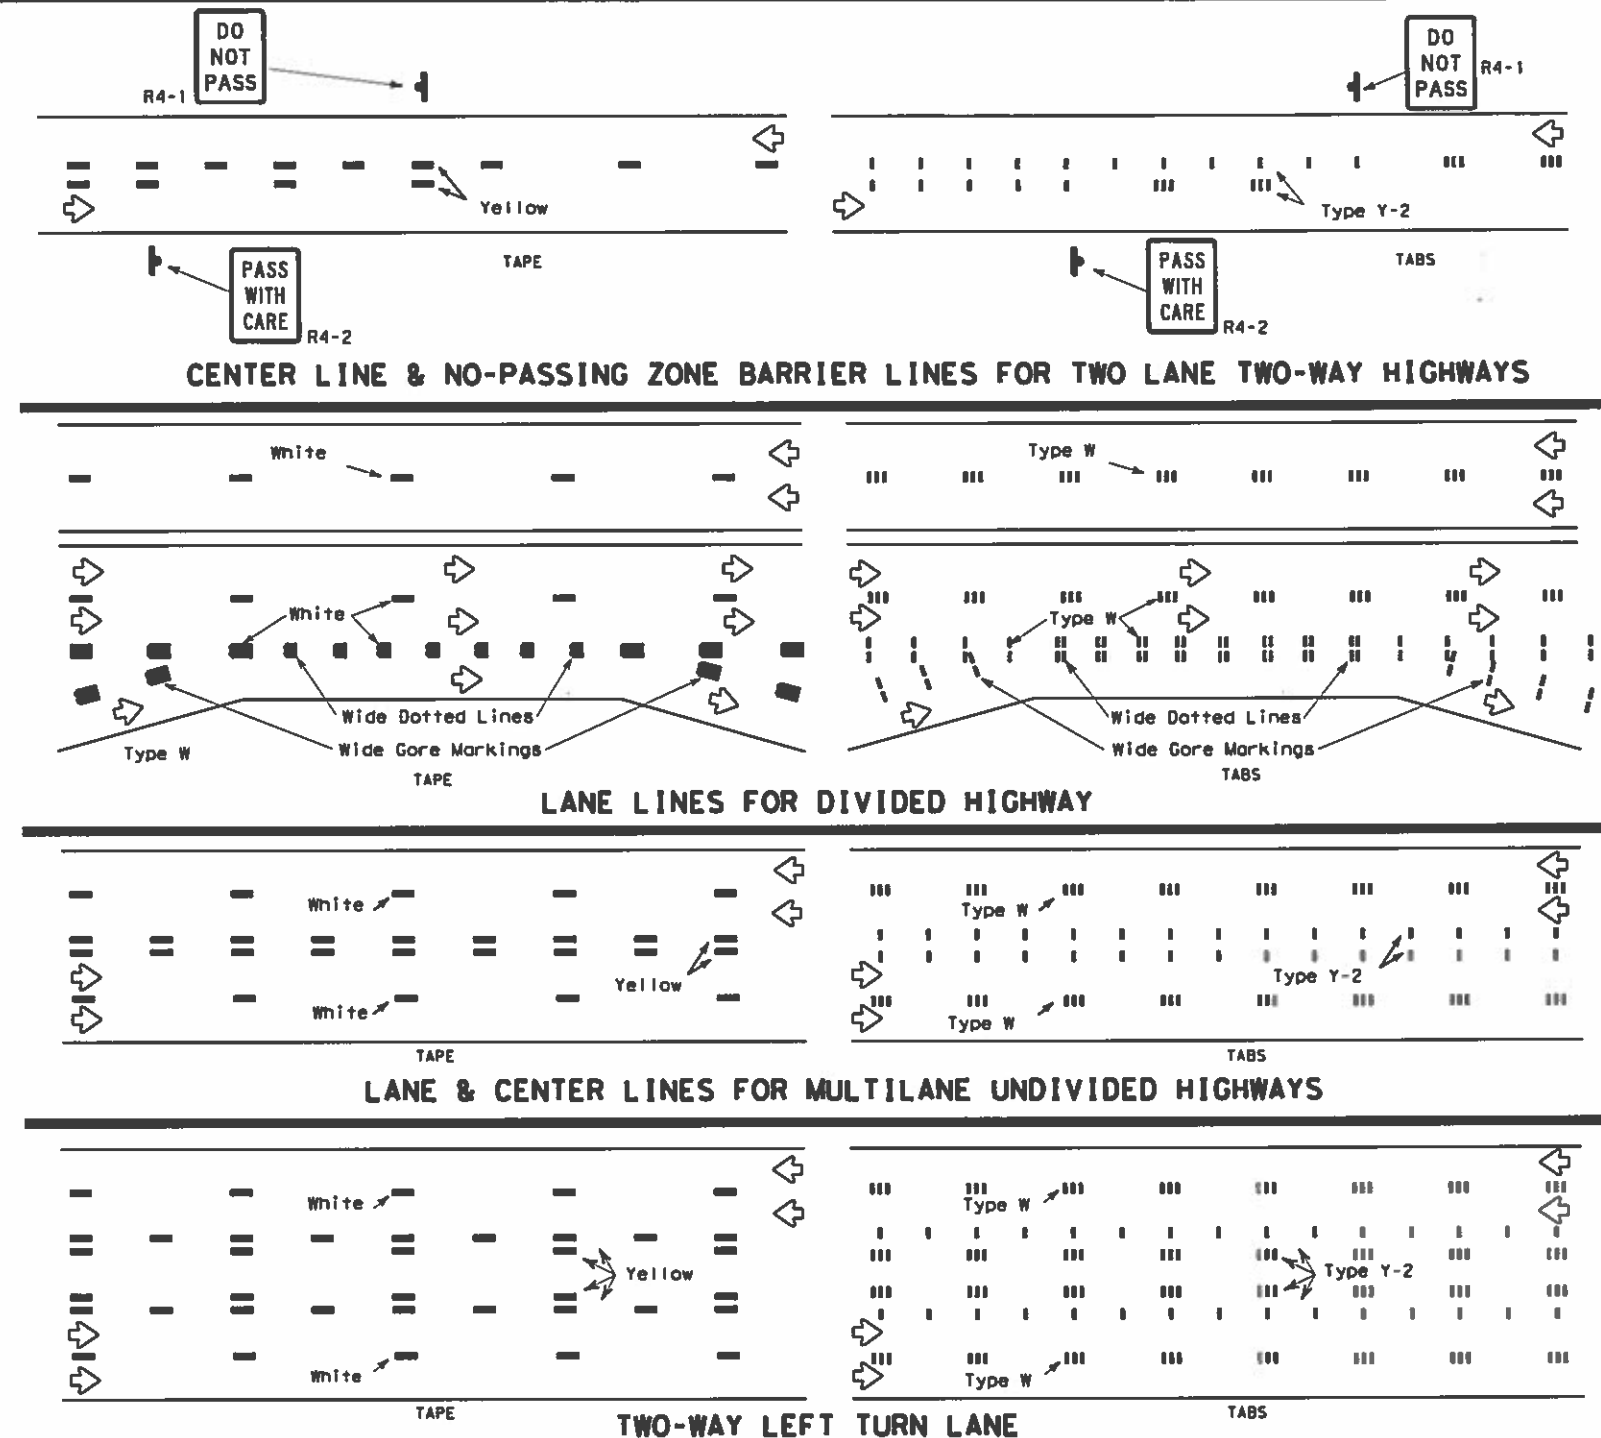 DO
NOT
PASS
R4-1
DO
NOT
PASS
R4-1
Yellow
Type Y-2
PASS
WITH
CARE
R4-2
TAPE
PASS
WITH
CARE
R4-2
TABS
CENTER LINE & NO-PASSING ZONE BARRIER LINES FOR TWO LANE TWO-WAY HIGHWAYS
White
Type W
White
Type W
Wide Dotted Lines
Wide Dotted Lines
Type W
Wide Gore Markings
Wide Gore Markings
TAPE
TABS
LANE LINES FOR DIVIDED HIGHWAY
White
Type W
Yellow
Type Y-2
White
Type W
TAPE
TABS
LANE & CENTER LINES FOR MULTILANE UNDIVIDED HIGHWAYS
White
Type W
Yellow
Type Y-2
White
Type W
TAPE
TABS
TWO-WAY LEFT TURN LANE